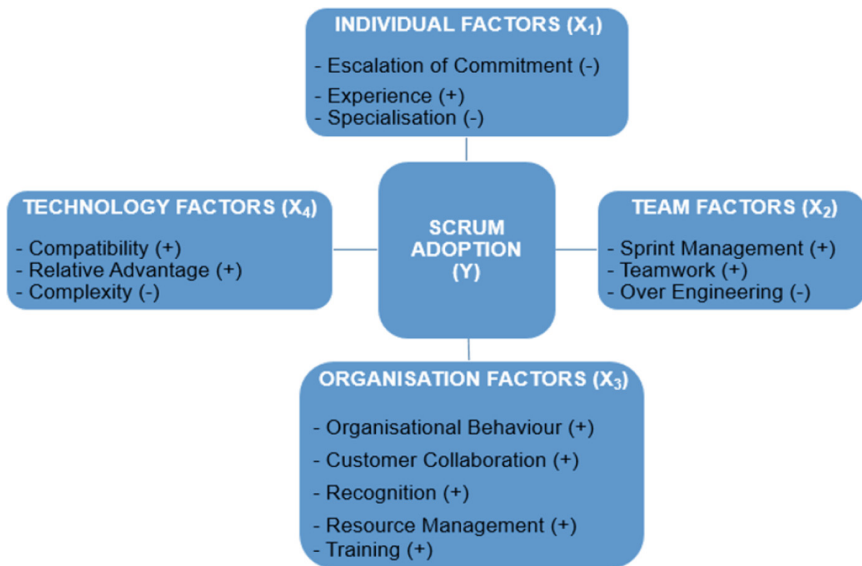 INDIVIDUAL FACTORS (X₁)
- Escalation of Commitment (-)
- Experience (+)
- Specialisation (-)
TECHNOLOGY FACTORS (X₄)
- Compatibility (+)
- Relative Advantage (+)
- Complexity (-)
SCRUM
ADOPTION
(Y)
TEAM FACTORS (X₂)
- Sprint Management (+)
- Teamwork (+)
- Over Engineering (-)
ORGANISATION FACTORS (X₃)
- Organisational Behaviour (+)
- Customer Collaboration (+)
- Recognition (+)
- Resource Management (+)
- Training (+)